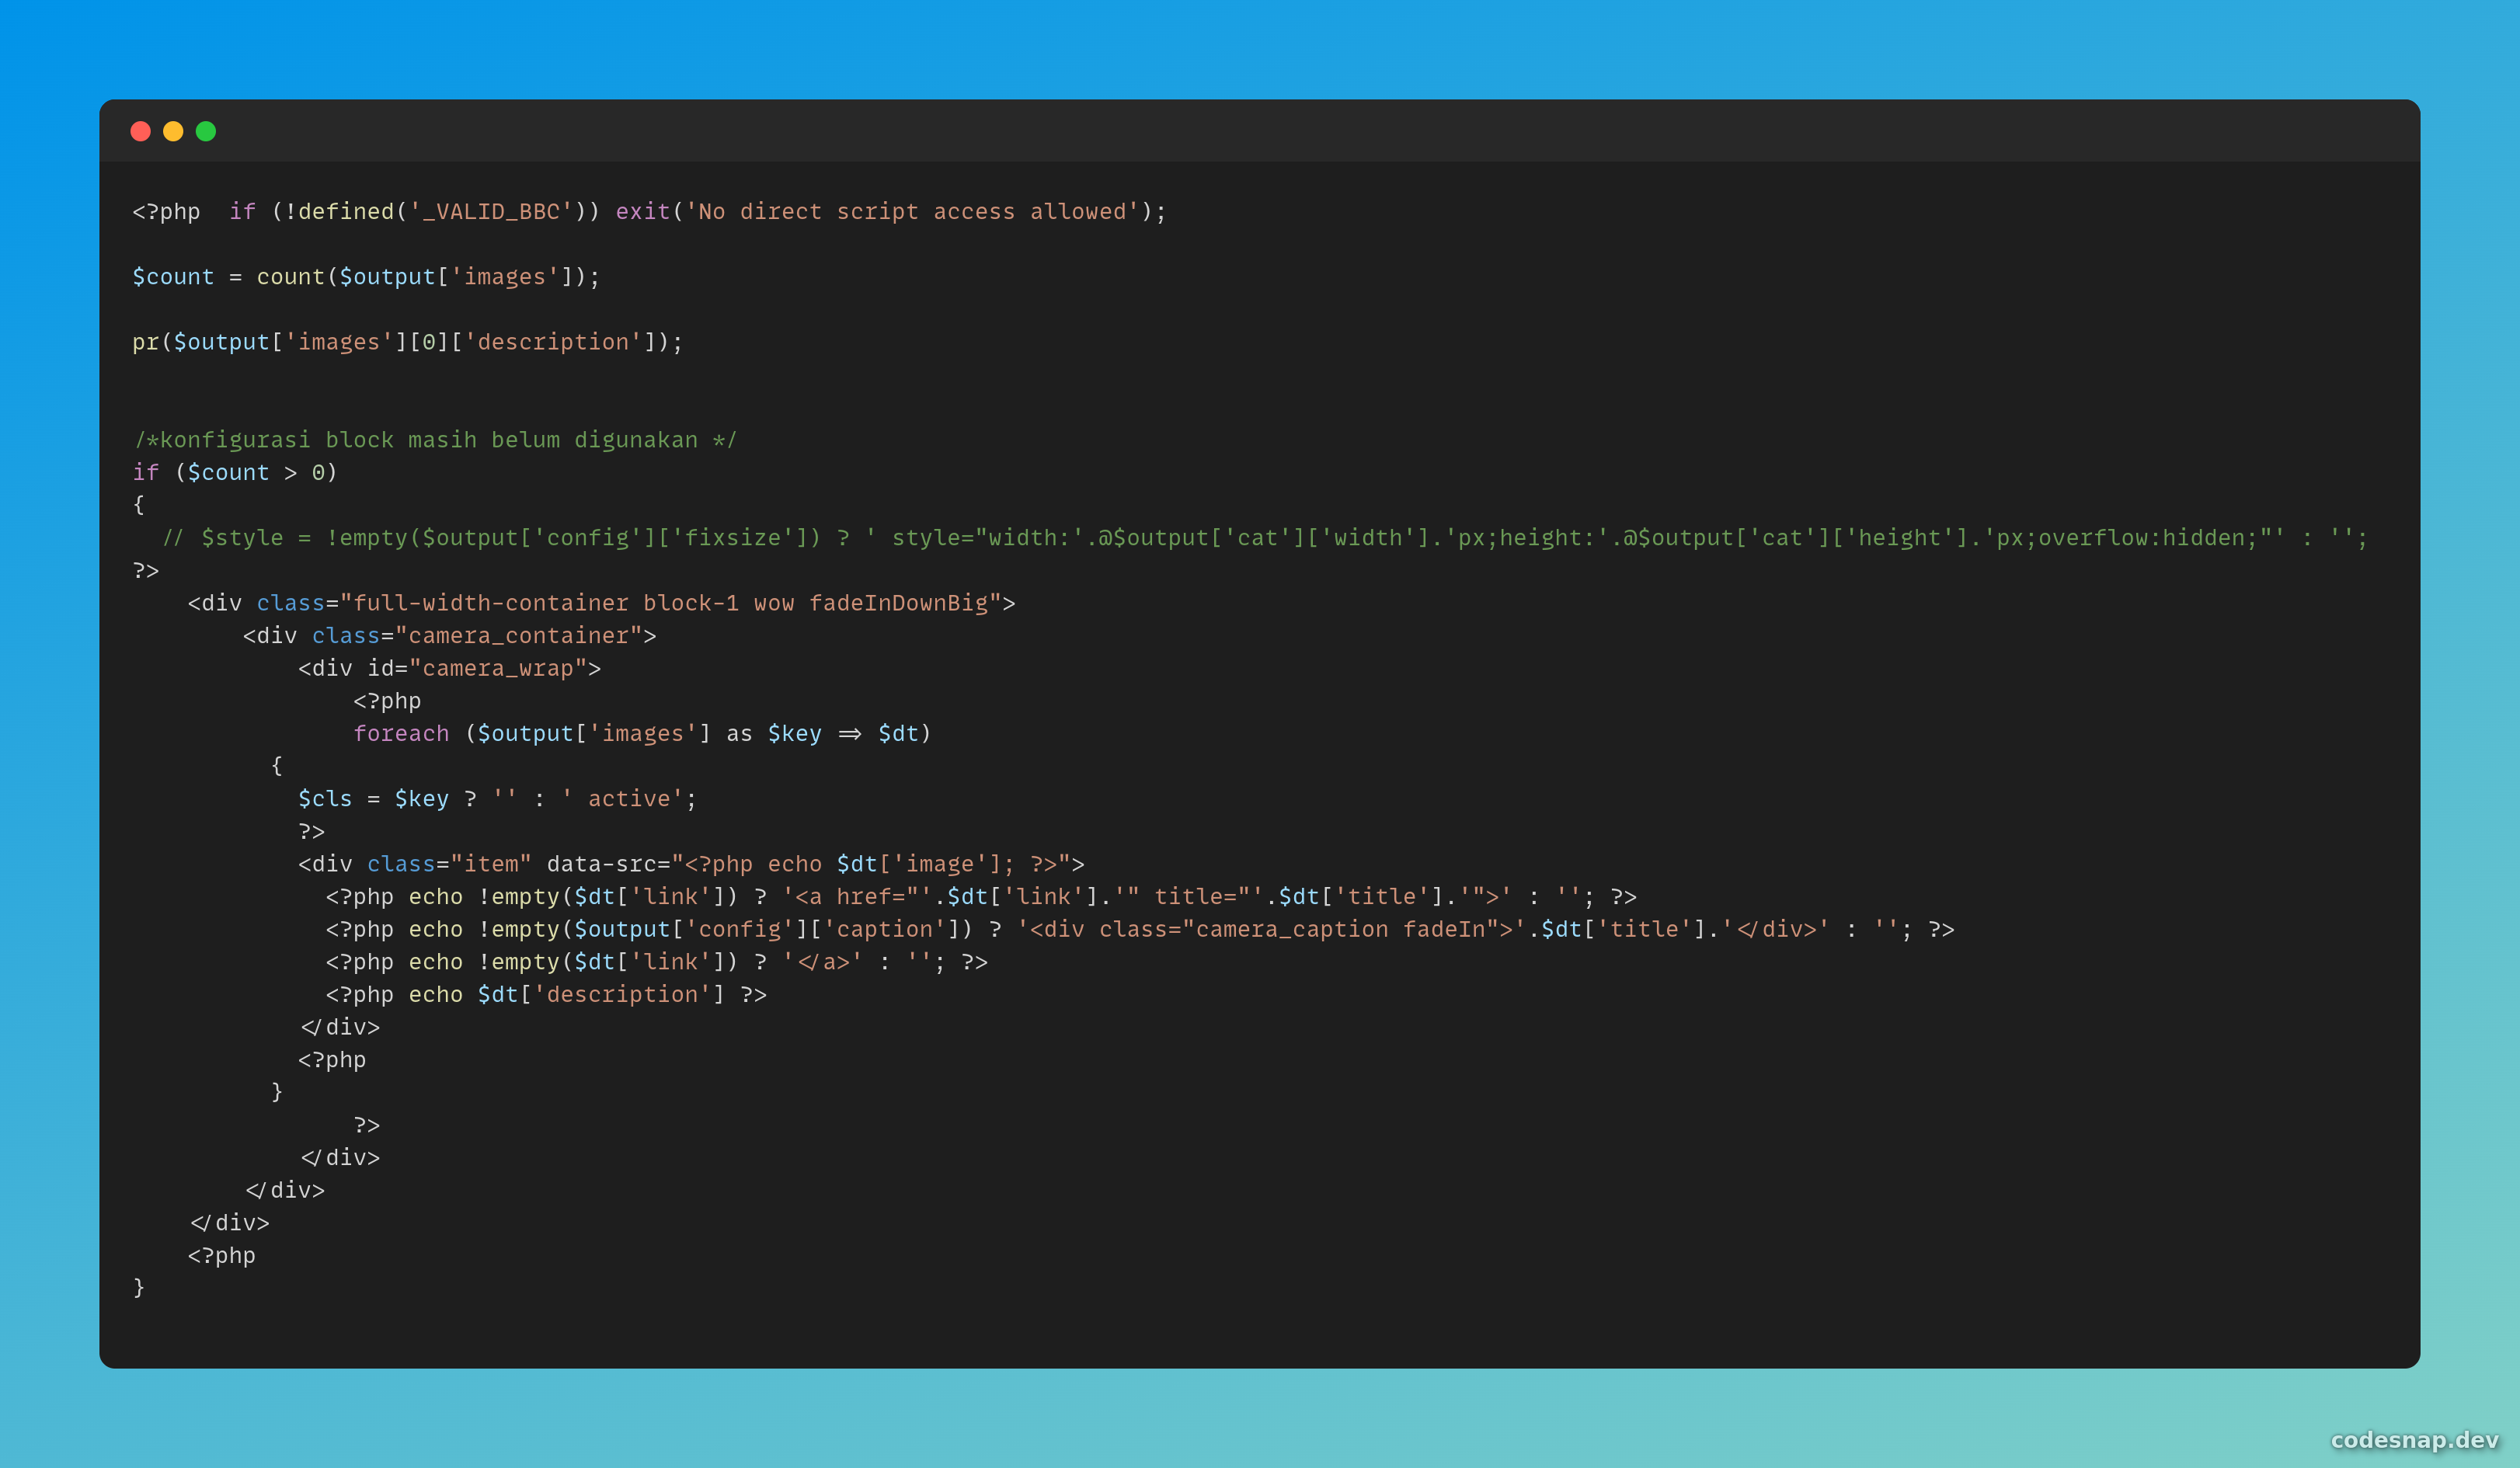 <?php  if (!defined('_VALID_BBC')) exit('No direct script access allowed');

$count = count($output['images']);

pr($output['images'][0]['description']);


/*konfigurasi block masih belum digunakan */
if ($count > 0)
{
  // $style = !empty($output['config']['fixsize']) ? ' style="width:'.@$output['cat']['width'].'px;height:'.@$output['cat']['height'].'px;overflow:hidden;"' : '';
?>
    <div class="full-width-container block-1 wow fadeInDownBig">
        <div class="camera_container">
            <div id="camera_wrap">
                <?php
                foreach ($output['images'] as $key => $dt)
          {
            $cls = $key ? '' : ' active';
            ?>
            <div class="item" data-src="<?php echo $dt['image']; ?>">
              <?php echo !empty($dt['link']) ? '<a href="'.$dt['link'].'" title="'.$dt['title'].'">' : ''; ?>
              <?php echo !empty($output['config']['caption']) ? '<div class="camera_caption fadeIn">'.$dt['title'].'</div>' : ''; ?>
              <?php echo !empty($dt['link']) ? '</a>' : ''; ?>
              <?php echo $dt['description'] ?>
            </div>
            <?php
          }
                ?>
            </div>
        </div>
    </div>
    <?php
}
codesnap.dev